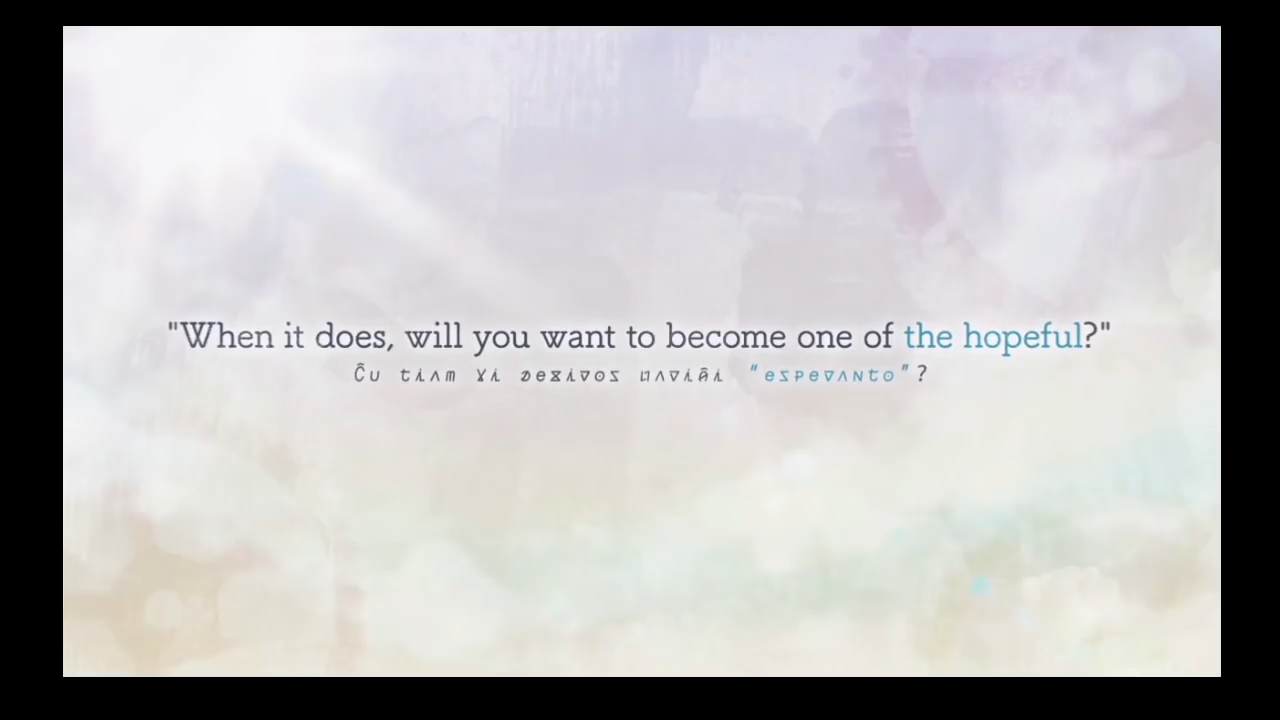 "When it does, will you want to become one of the hopeful?"
Ĉu tiam vi deziros fariĝi “esperanto”?